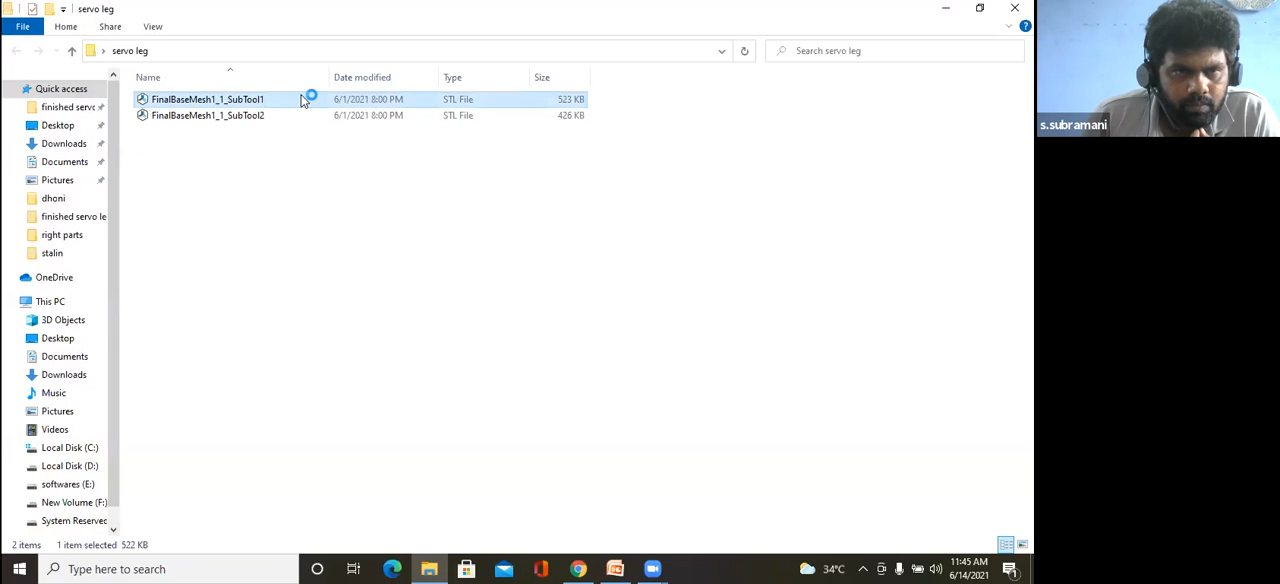 servo leg
File Home Share View
servo leg
Search servo leg
Name Date modified Type Size
FinalBaseMesh1_1_SubTool1 6/1/2021 8:00 PM STL File 523 KB
FinalBaseMesh1_1_SubTool2 6/1/2021 8:00 PM STL File 426 KB
Quick access
finished servo
Desktop
Downloads
Documents
Pictures
dhoni
finished servo le
right parts
stalin
OneDrive
This PC
3D Objects
Desktop
Documents
Downloads
Music
Pictures
Videos
Local Disk (C:)
Local Disk (D:)
softwares (E:)
New Volume (F:)
System Reserved
2 items 1 item selected 522 KB
Type here to search
34°C
11:45 AM
6/14/2021
1
s.subramani